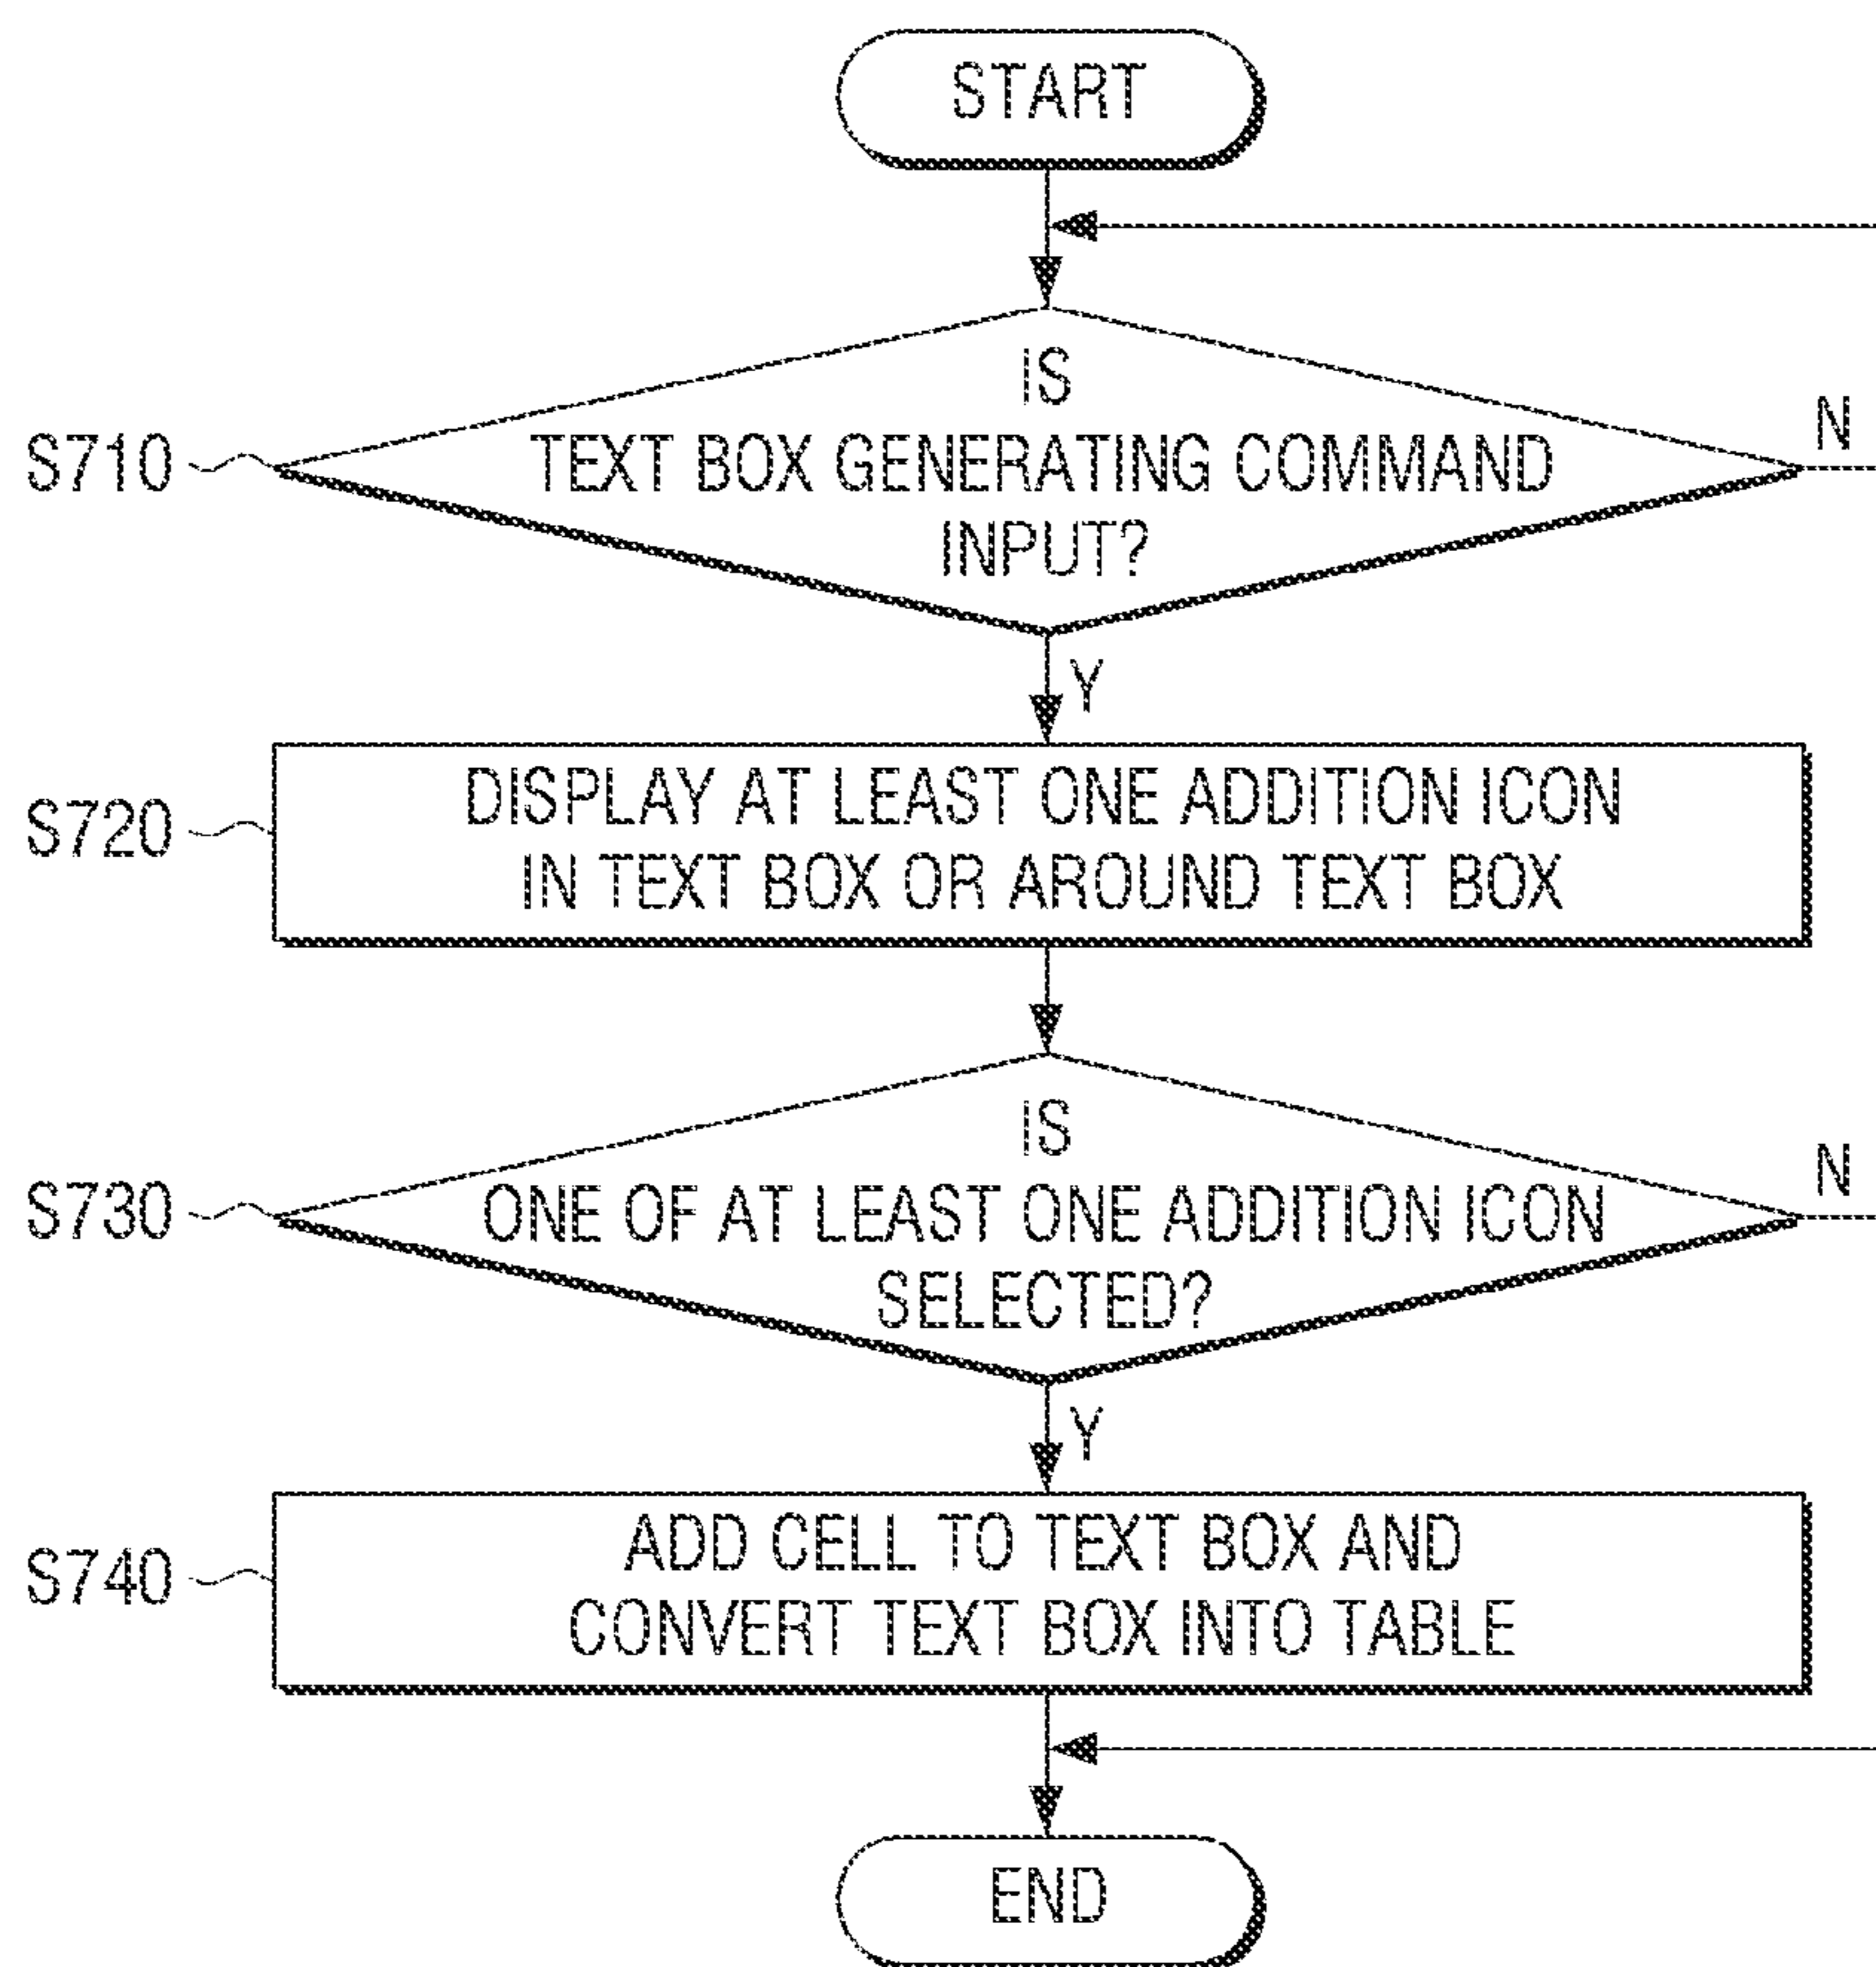 START
IS
TEXT BOX GENERATING COMMAND
INPUT?
N
S710
Y
DISPLAY AT LEAST ONE ADDITION ICON
IN TEXT BOX OR AROUND TEXT BOX
S720
IS
ONE OF AT LEAST ONE ADDITION ICON
SELECTED?
N
S730
Y
ADD CELL TO TEXT BOX AND
CONVERT TEXT BOX INTO TABLE
S740
END